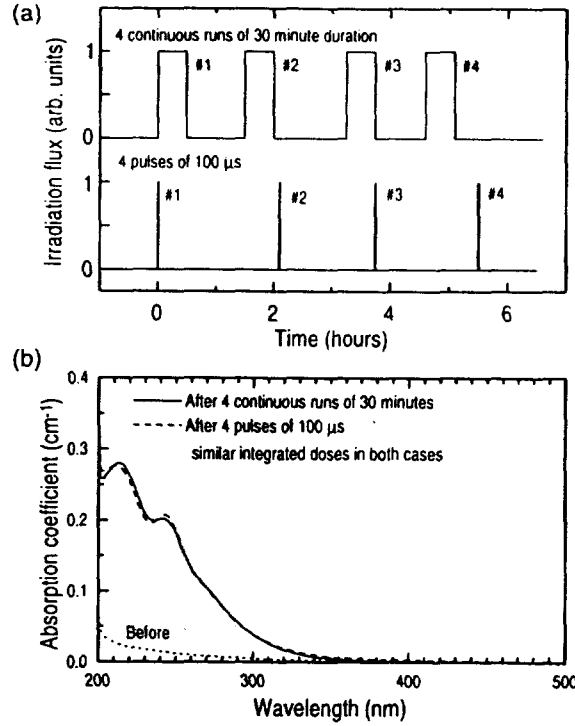 (a)
4 continuous runs of 30 minute duration
1
#1 #2 #3 #4
0
4 pulses of 100 µs
1
#1 #2 #3 #4
0
Irradiation flux (arb. units)
0 2 4 6
Time (hours)
(b)
0.4
After 4 continuous runs of 30 minutes
After 4 pulses of 100 µs
similar integrated doses in both cases
0.3
0.2
0.1
Before
0.0
Absorption coefficient (cm⁻¹)
200 300 400 500
Wavelength (nm)